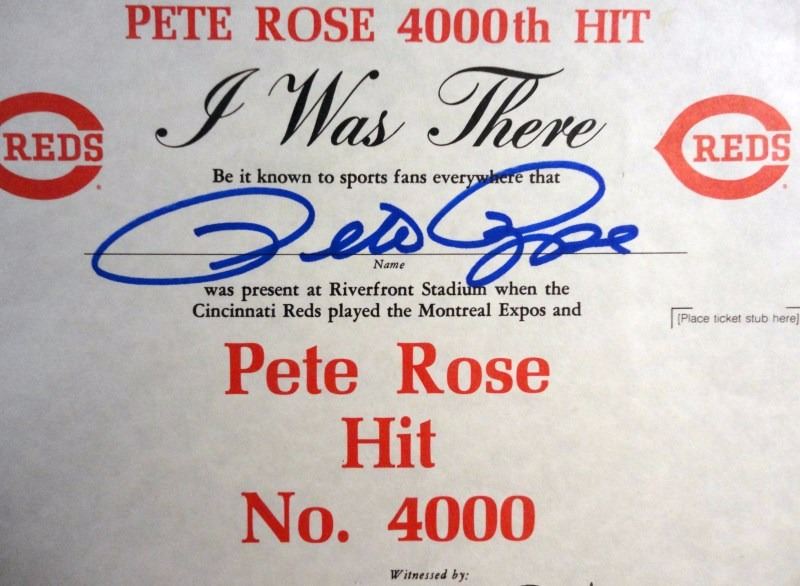 PETE ROSE 4000th HIT
I Was There
REDS
REDS
Be it known to sports fans everywhere that
Pete Rose
Name
was present at Riverfront Stadium when the
Cincinnati Reds played the Montreal Expos and
[Place ticket stub here]
Pete Rose
Hit
No. 4000
Witnessed by: